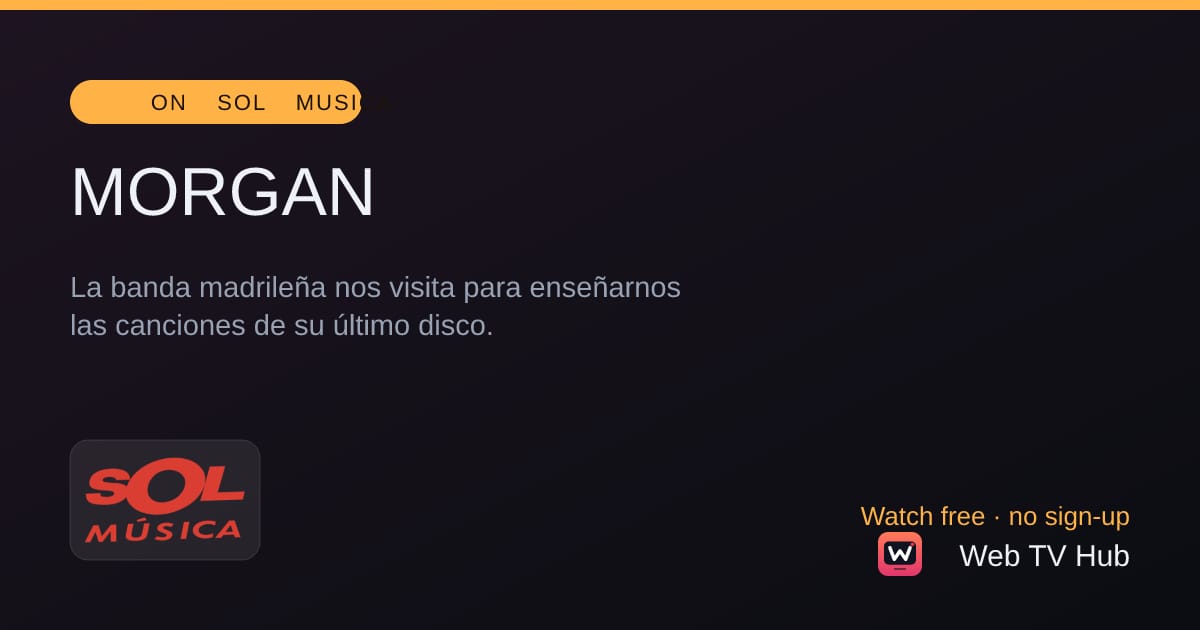 ON SOL MUSICA
MORGAN
La banda madrileña nos visita para enseñarnos
las canciones de su último disco.
SOL
MÚSICA
Watch free · no sign-up
W
Web TV Hub